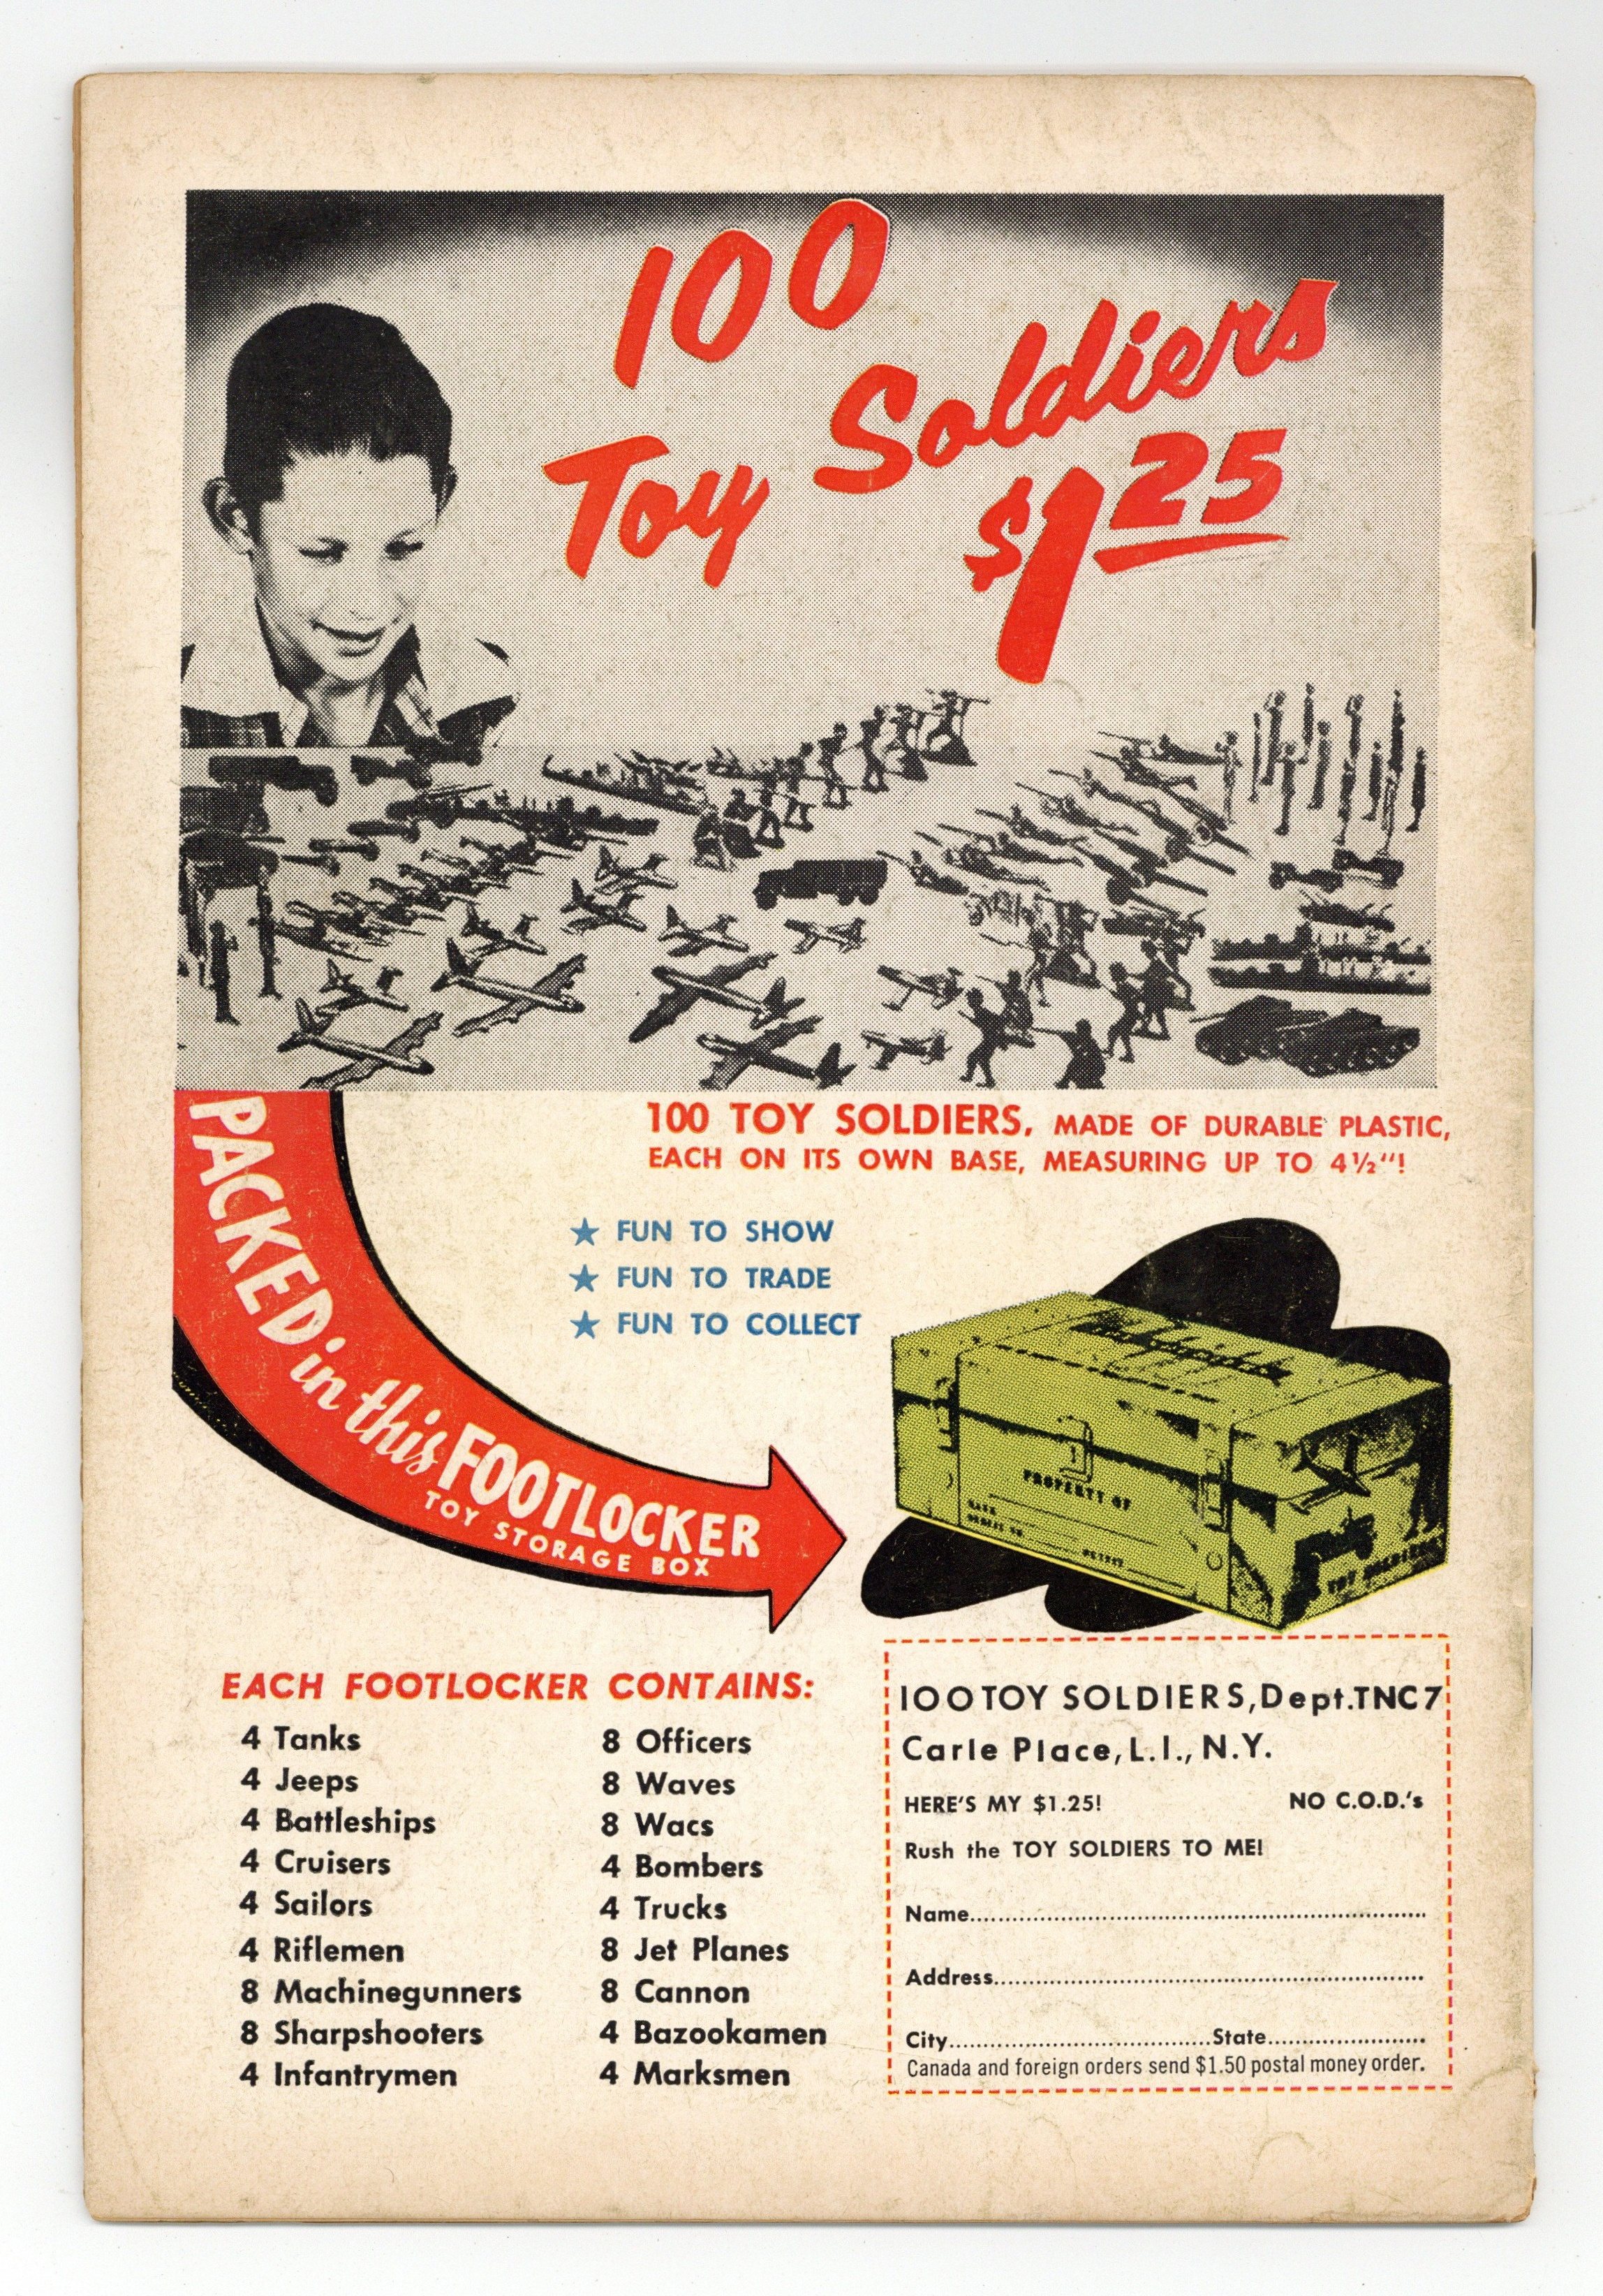 100
Toy Soldiers
$1 25
100 TOY SOLDIERS, MADE OF DURABLE PLASTIC,
EACH ON ITS OWN BASE, MEASURING UP TO 4½"!
★ FUN TO SHOW
★ FUN TO TRADE
★ FUN TO COLLECT
PACKED in this FOOTLOCKER
TOY STORAGE BOX
PROPERTY OF
TOY SOLDIERS
EACH FOOTLOCKER CONTAINS:
4 Tanks
4 Jeeps
4 Battleships
4 Cruisers
4 Sailors
4 Riflemen
8 Machinegunners
8 Sharpshooters
4 Infantrymen
8 Officers
8 Waves
8 Wacs
4 Bombers
4 Trucks
8 Jet Planes
8 Cannon
4 Bazookamen
4 Marksmen
100 TOY SOLDIERS, Dept. TNC 7
Carle Place, L.I., N.Y.
HERE'S MY $1.25! NO C.O.D.'s
Rush the TOY SOLDIERS TO ME!
Name
Address
City State
Canada and foreign orders send $1.50 postal money order.